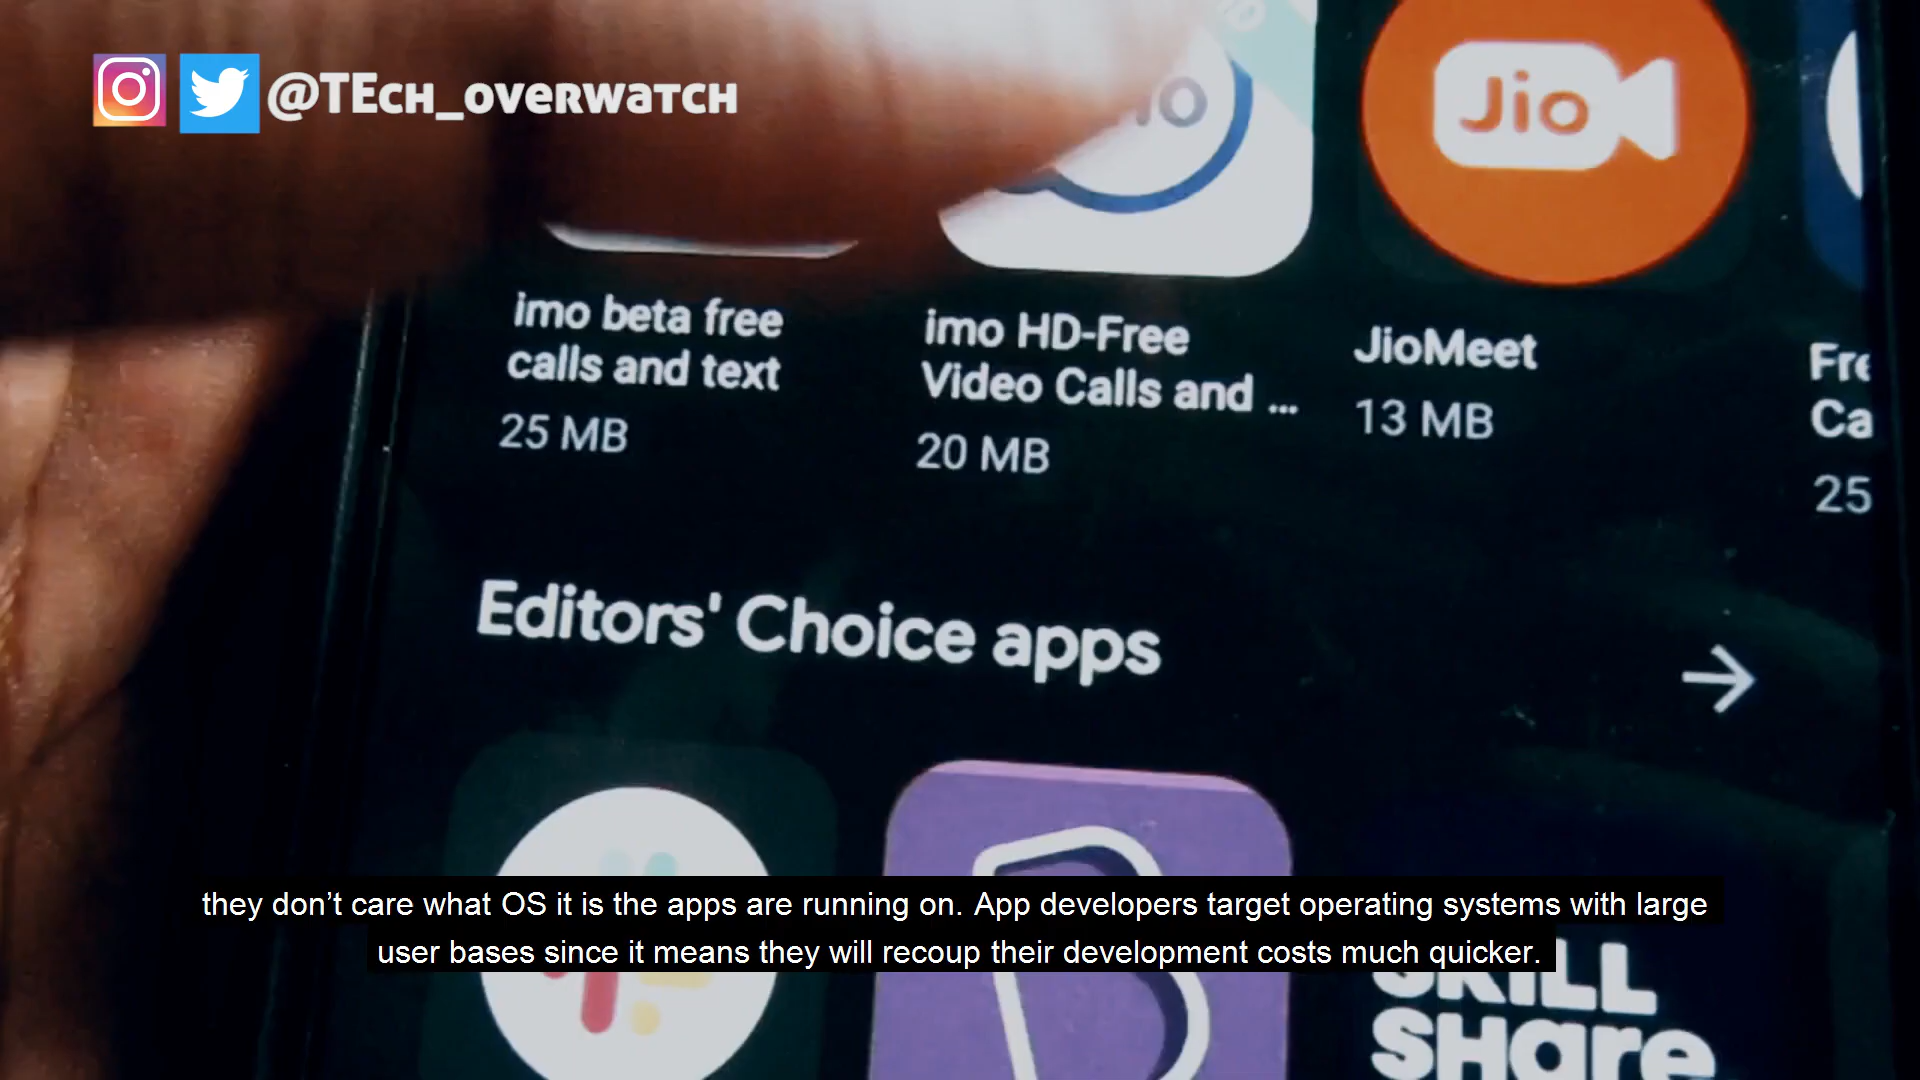 @TECH_OVERWATCH
Jio
imo beta free
calls and text
25 MB
imo HD-Free
Video Calls and ...
20 MB
JioMeet
13 MB
25
Editors' Choice apps
they don’t care what OS it is the apps are running on. App developers target operating systems with large
user bases since it means they will recoup their development costs much quicker.
SKILL
SHare